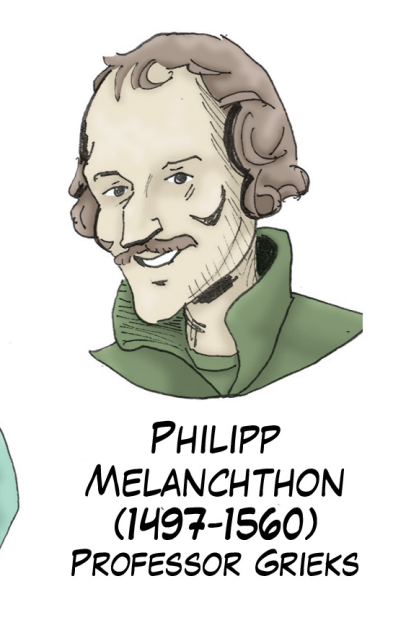 Philipp
Melanchthon
(1497-1560)
Professor Grieks